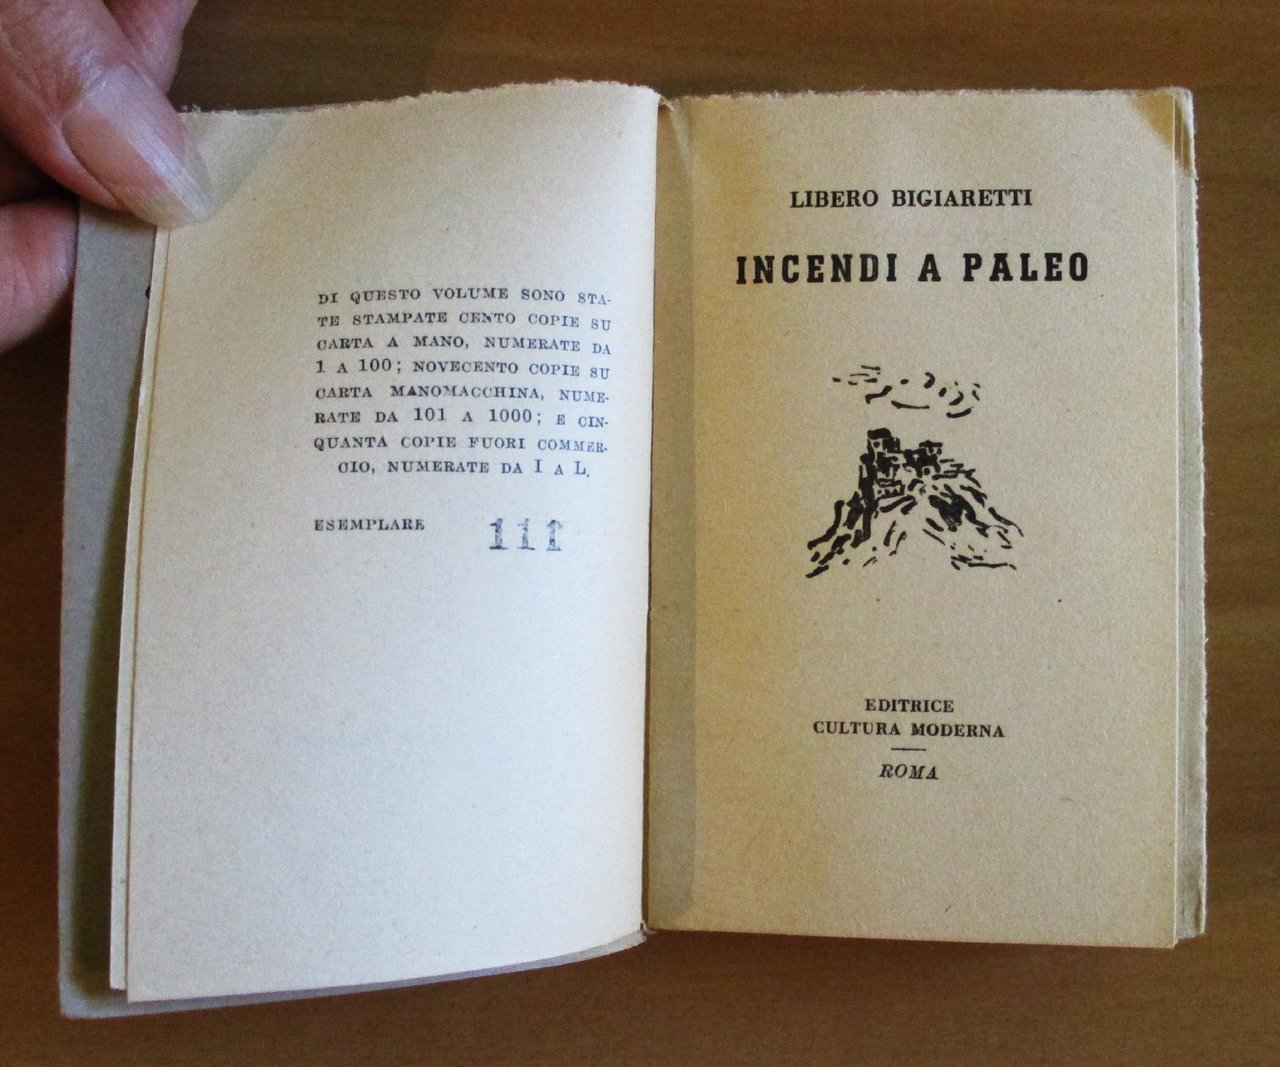 DI QUESTO VOLUME SONO STA-
TE STAMPATE CENTO COPIE SU
CARTA A MANO, NUMERATE DA
1 A 100; NOVECENTO COPIE SU
CARTA MANOMACCHINA, NUME-
RATE DA 101 A 1000; E CIN-
QUANTA COPIE FUORI COMMER-
CIO, NUMERATE DA I A L.
ESEMPLARE 111
LIBERO BIGIARETTI
INCENDI A PALEO
EDITRICE
CULTURA MODERNA
ROMA